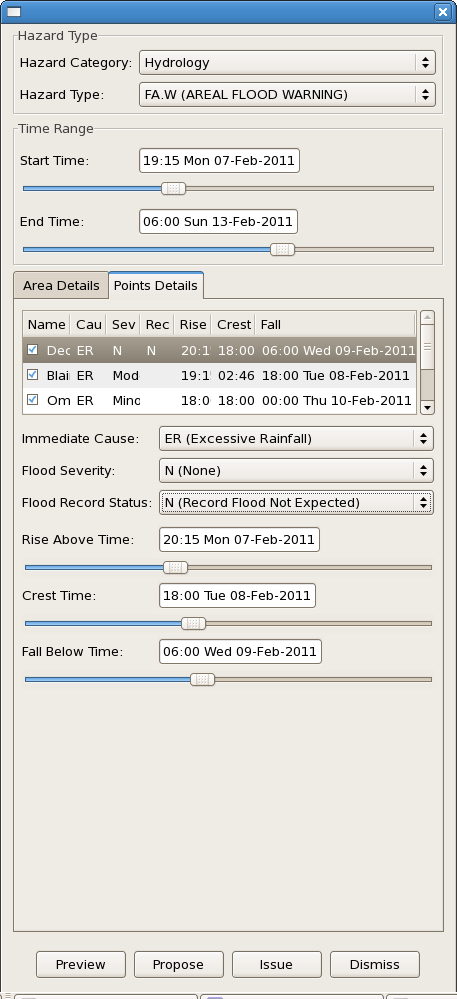 Hazard Type
Hazard Category: Hydrology
Hazard Type: FA.W (AREAL FLOOD WARNING)
Time Range
Start Time: 19:15 Mon 07-Feb-2011
End Time: 06:00 Sun 13-Feb-2011
Area Details Points Details
Name Cau Sev Rec Rise Crest Fall
Dec ER N N 20:1 18:00 06:00 Wed 09-Feb-2011
Blai ER Mod 19:1 02:46 18:00 Tue 08-Feb-2011
Om ER Mino 18:0 18:00 00:00 Thu 10-Feb-2011
Immediate Cause: ER (Excessive Rainfall)
Flood Severity: N (None)
Flood Record Status: N (Record Flood Not Expected)
Rise Above Time: 20:15 Mon 07-Feb-2011
Crest Time: 18:00 Tue 08-Feb-2011
Fall Below Time: 06:00 Wed 09-Feb-2011
Preview Propose Issue Dismiss